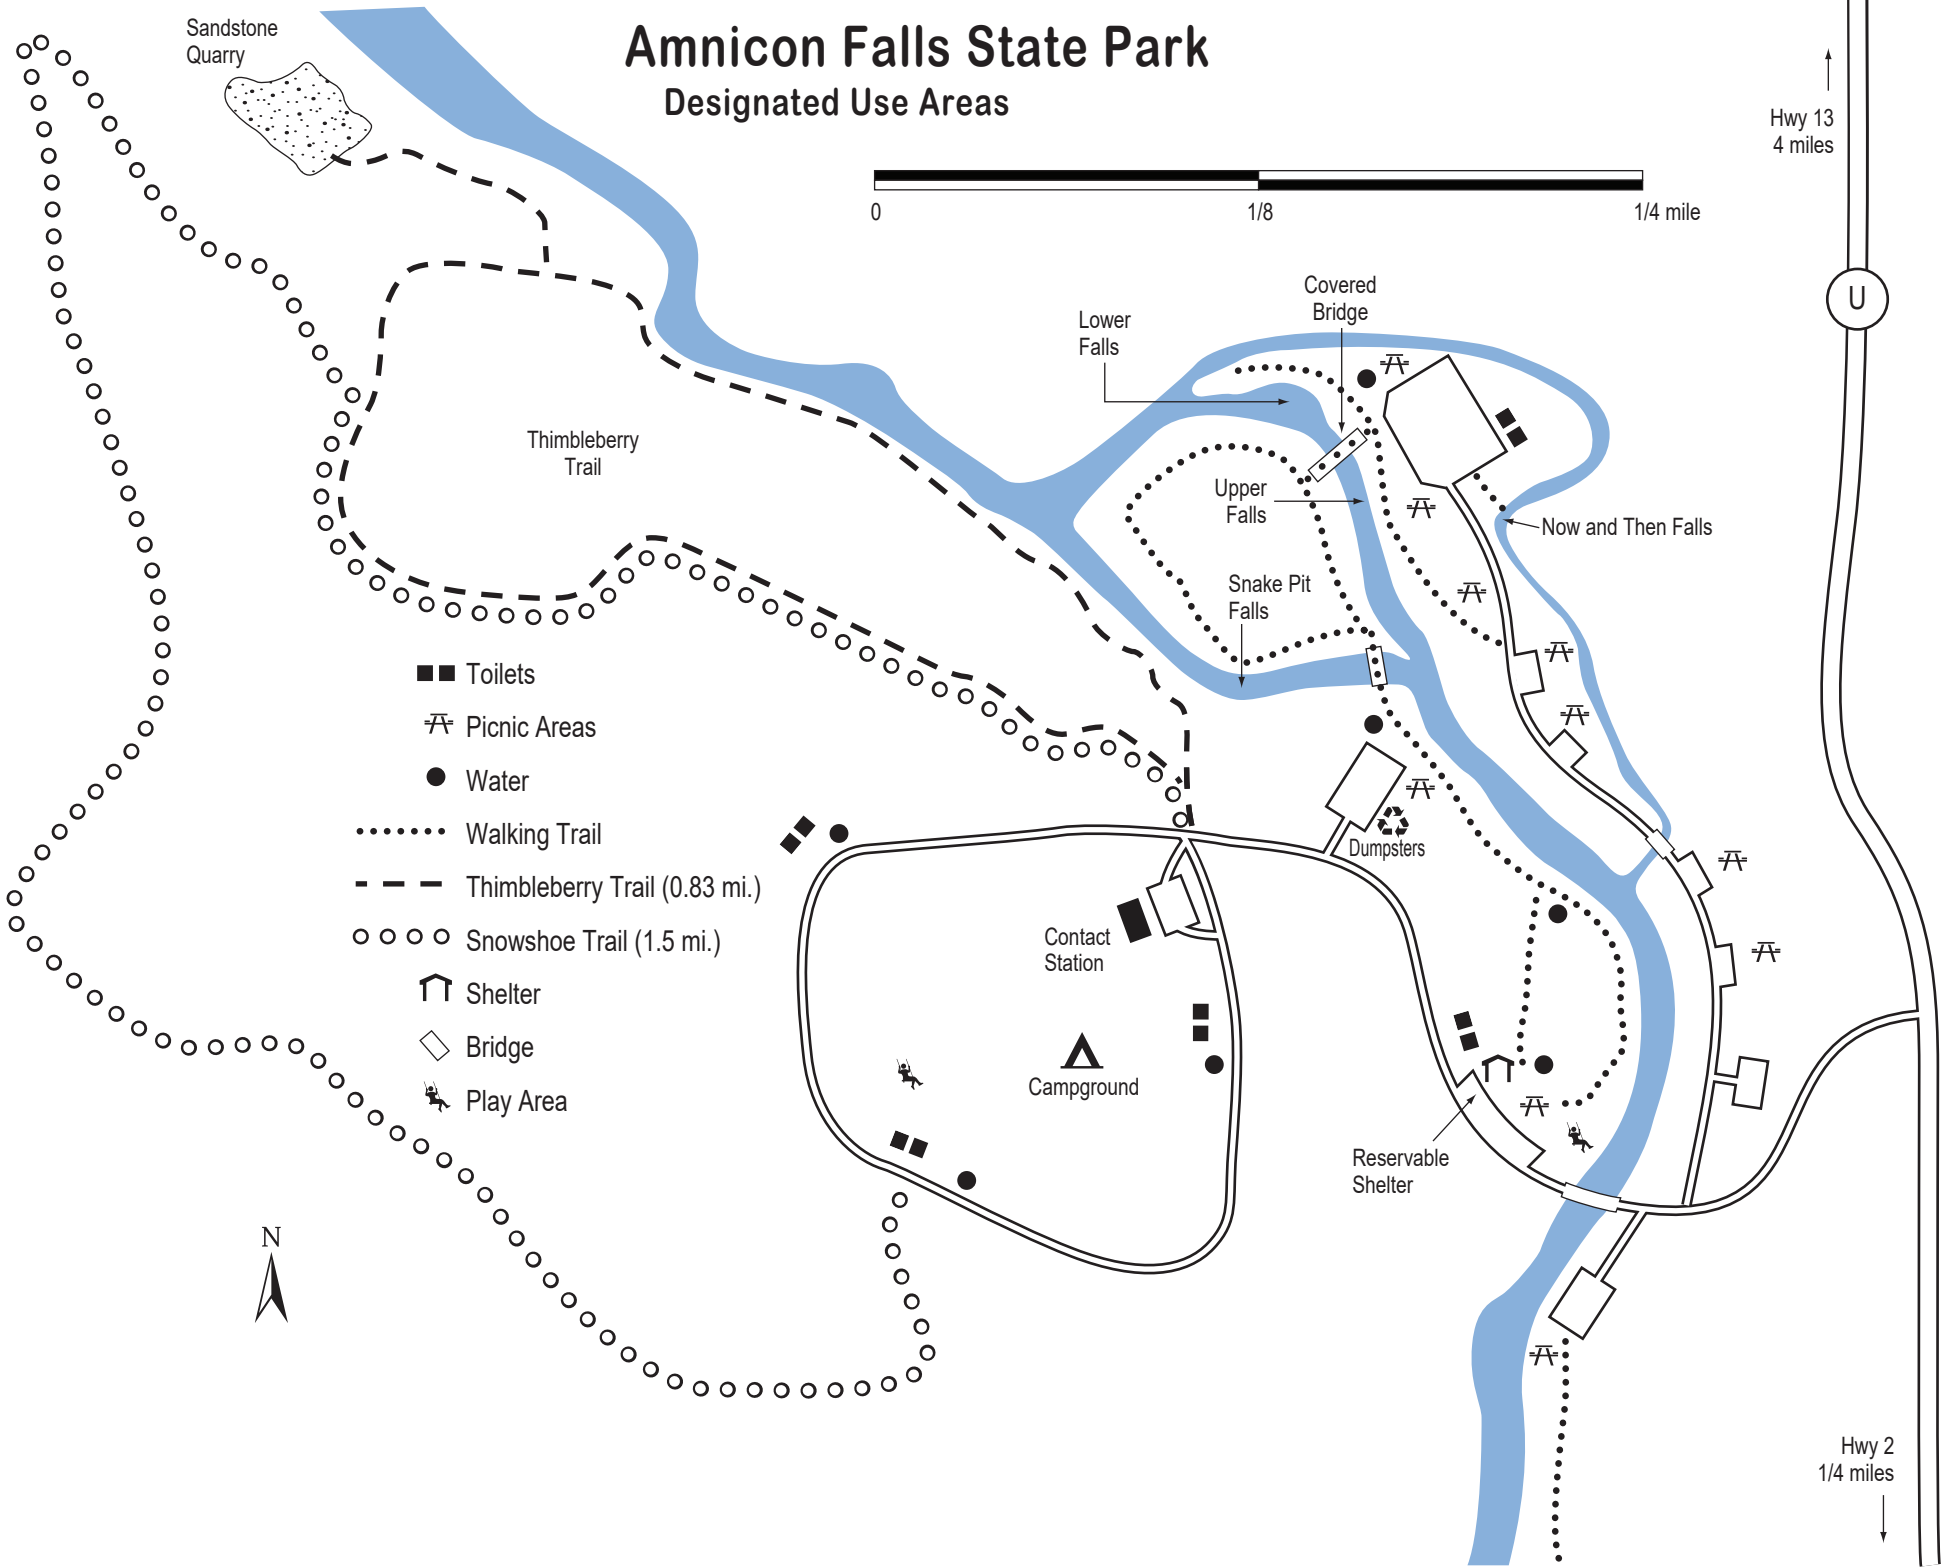 Amnicon Falls State Park
Designated Use Areas
Sandstone
Quarry
Hwy 13
4 miles
0
1/8
1/4 mile
U
Covered
Bridge
Lower
Falls
Thimbleberry
Trail
Upper
Falls
Now and Then Falls
Snake Pit
Falls
Toilets
Picnic Areas
Water
Walking Trail
Thimbleberry Trail (0.83 mi.)
Snowshoe Trail (1.5 mi.)
Shelter
Bridge
Play Area
Dumpsters
Contact
Station
Campground
Reservable
Shelter
N
Hwy 2
1/4 miles